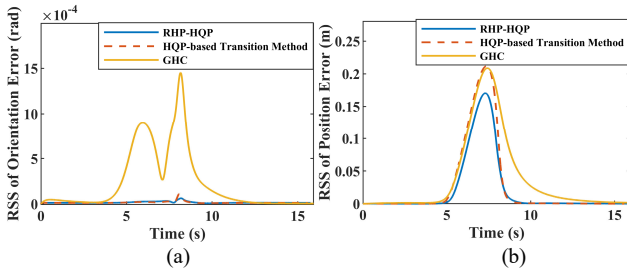 ×10⁻⁴
RHP-HQP
HQP-based Transition Method
GHC
RSS of Orientation Error (rad)
15
10
5
0
0 5 10 15
Time (s)
(a)
RHP-HQP
HQP-based Transition Method
GHC
RSS of Position Error (m)
0.25
0.2
0.15
0.1
0.05
0
0 5 10 15
Time (s)
(b)